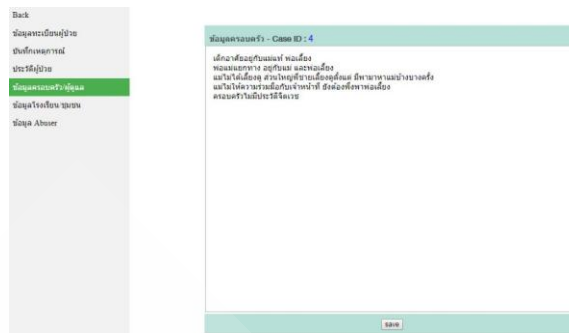 Back
ข้อมูลทะเบียนผู้ป่วย
บันทึกเหตุการณ์
ประวัติผู้ป่วย
ข้อมูลครอบครัว/ผู้ดูแล
ข้อมูลโรงเรียน/ชุมชน
ข้อมูล Abuser
ข้อมูลครอบครัว - Case ID : 4
เด็กอาศัยอยู่กับแม่แท้ พ่อเลี้ยง
พ่อแม่แยกทาง อยู่กับแม่ และพ่อเลี้ยง
แม่ไม่ได้เลี้ยงดู ส่วนใหญ่พี่ชายเลี้ยงดูตั้งแต่ มีพามาหาแม่บ้างบางครั้ง
แม่ไม่ให้ความร่วมมือกับเจ้าหน้าที่ ยังต้องพึ่งพาพ่อเลี้ยง
ครอบครัวไม่มีประวัติจิตเวช
save